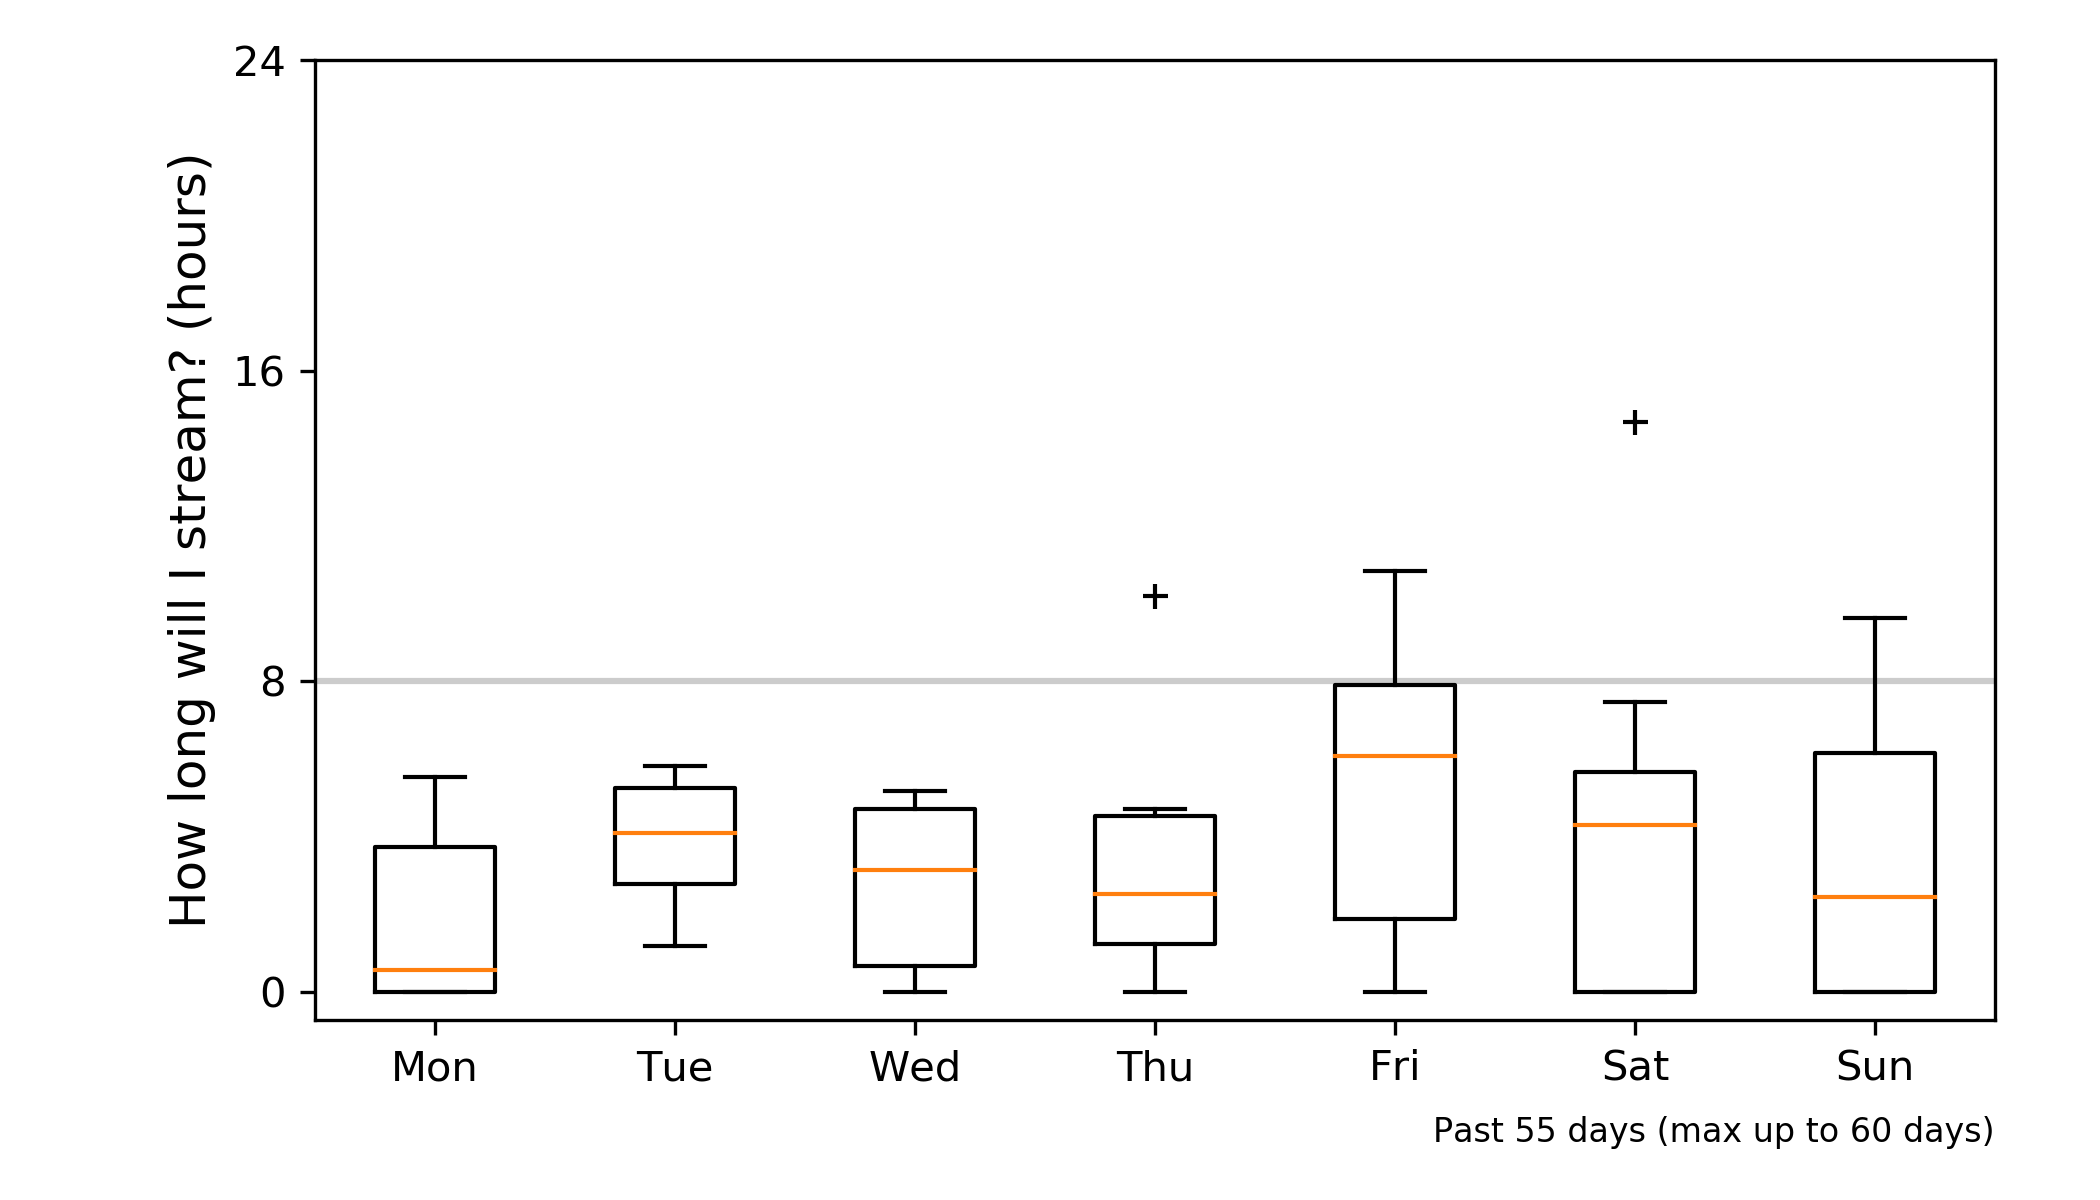 How long will I stream? (hours)
24
16
8
0
Mon Tue Wed Thu Fri Sat Sun
Past 55 days (max up to 60 days)